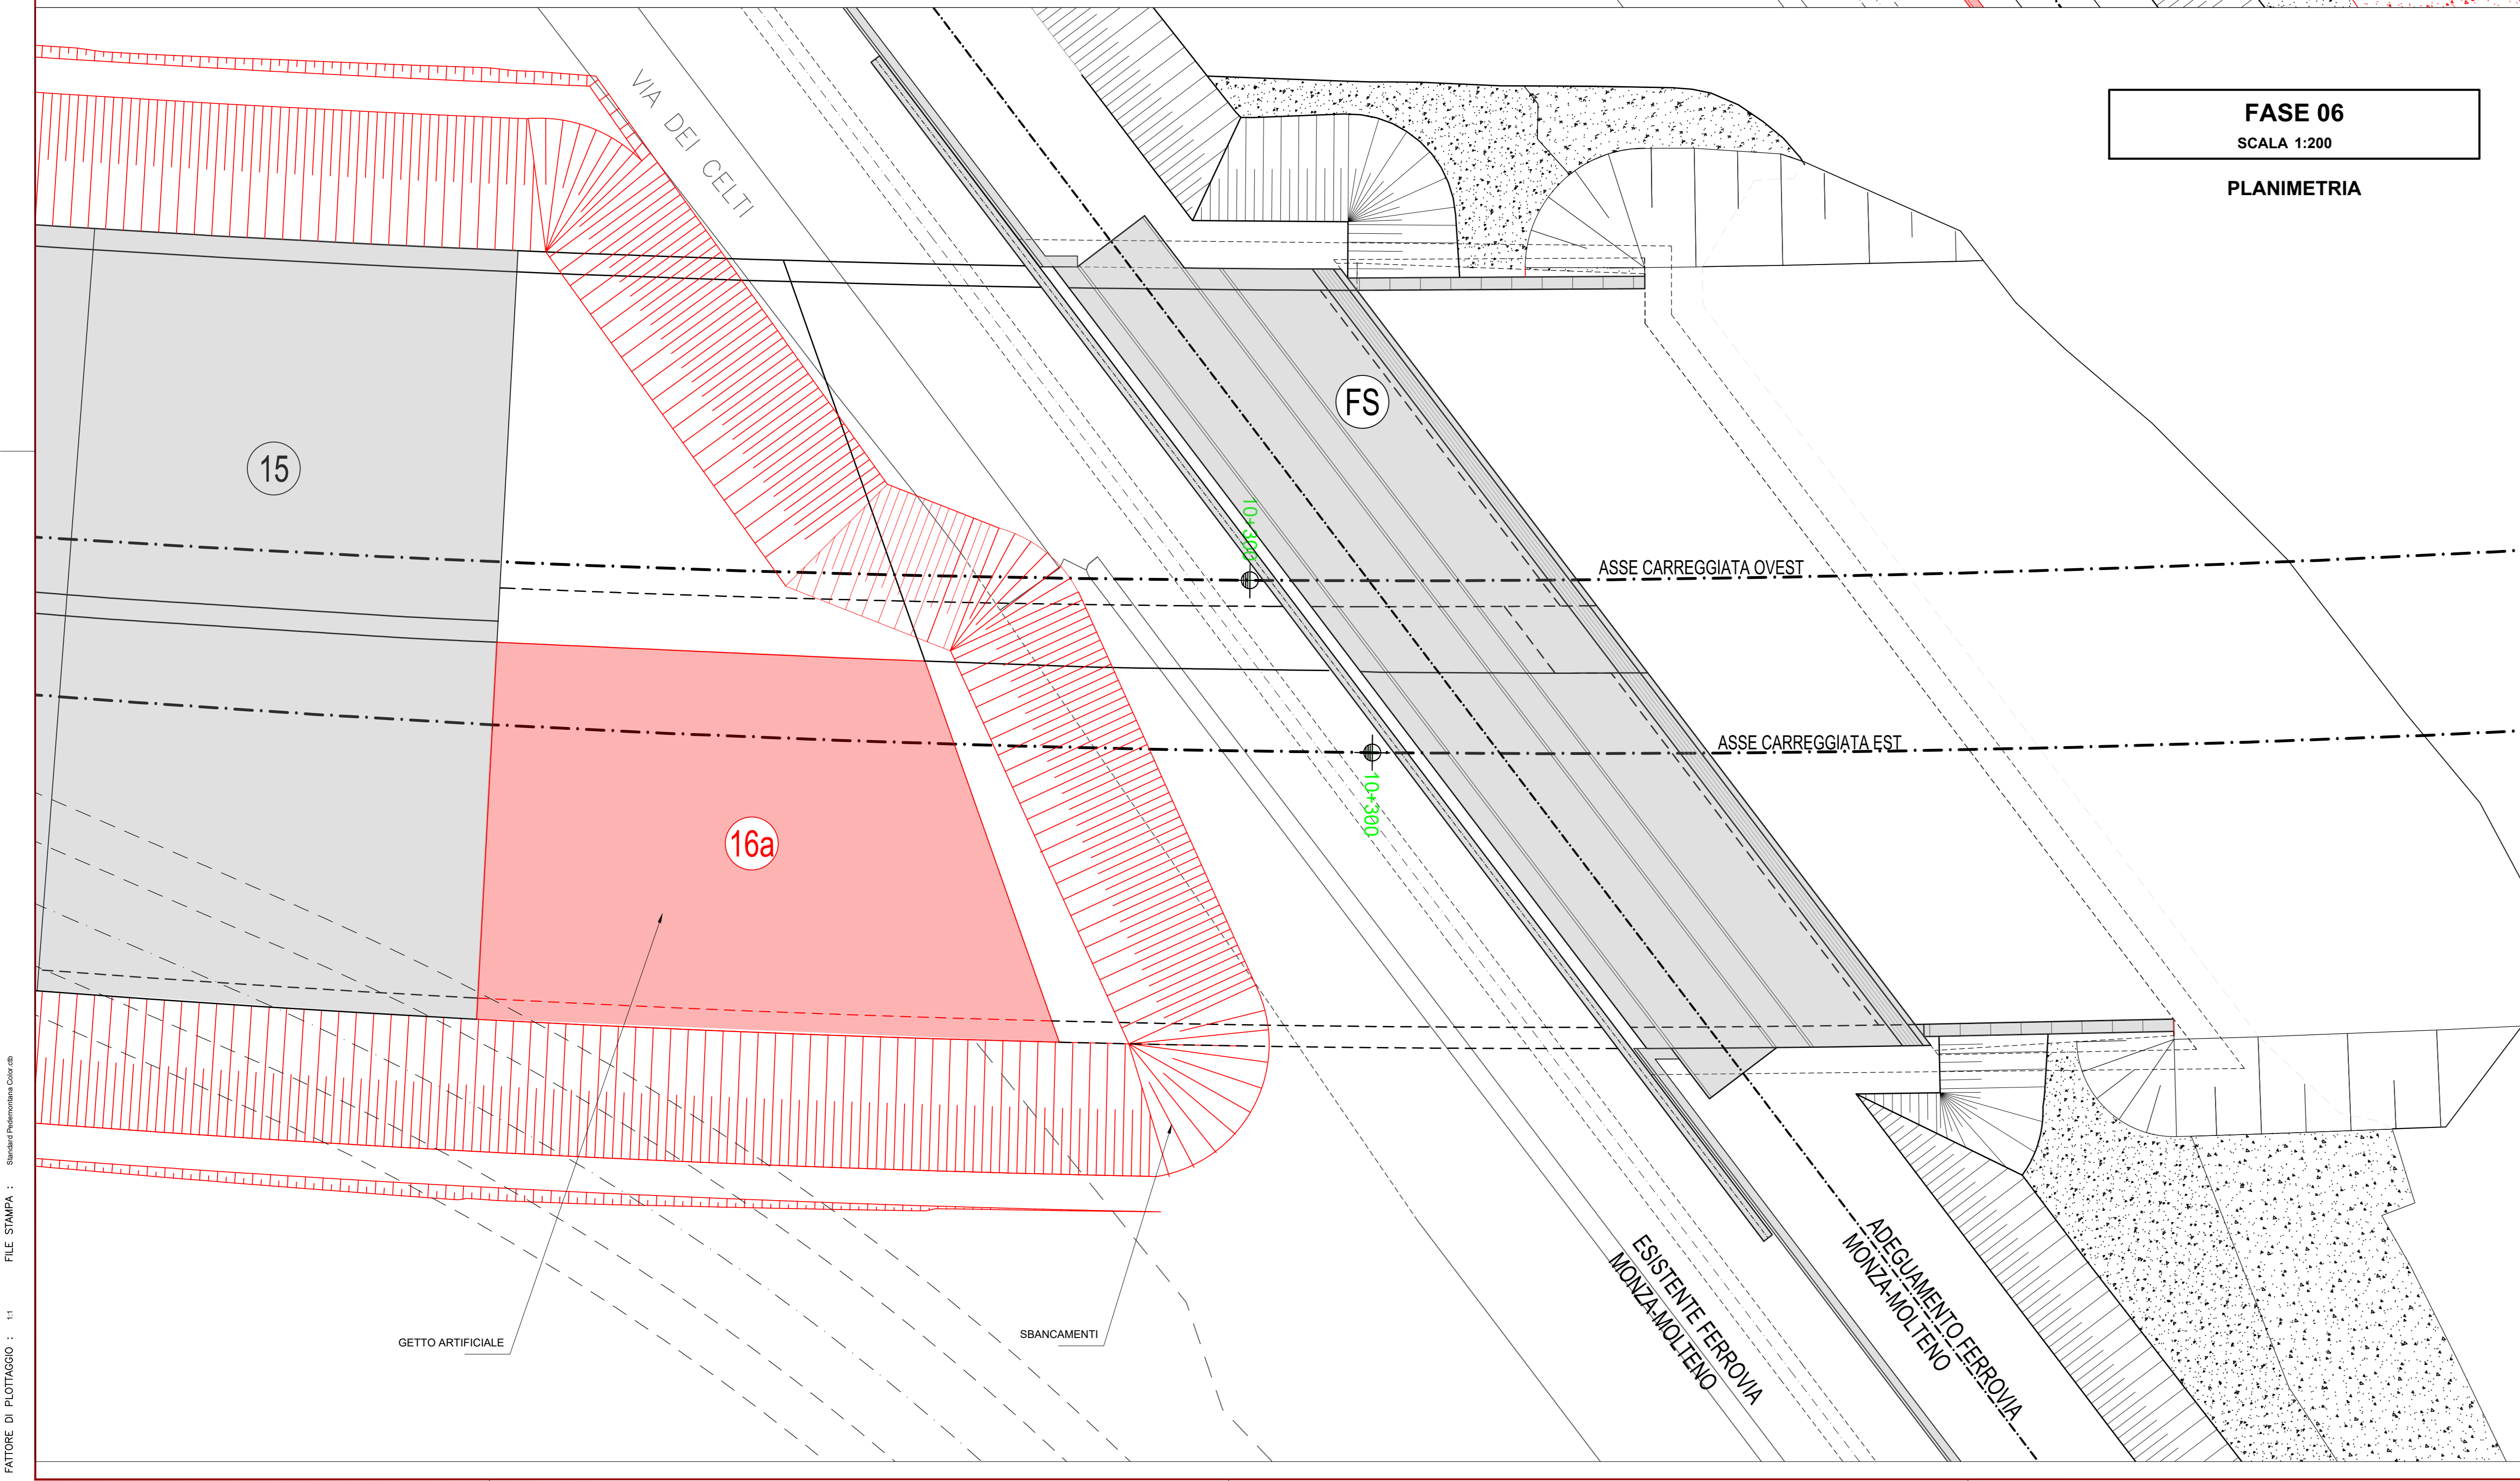 FASE 06
SCALA 1:200
PLANIMETRIA
VIA DEI CELTI
FS
15
10+300
ASSE CARREGGIATA OVEST
ASSE CARREGGIATA EST
10+300
16a
GETTO ARTIFICIALE
SBANCAMENTI
ESISTENTE FERROVIA
MONZA-MOLTENO
ADEGUAMENTO FERROVIA
MONZA-MOLTENO
FATTORE DI PLOTTAGGIO : 1:1 FILE STAMPA : Standard Pedemontana Color.ctb